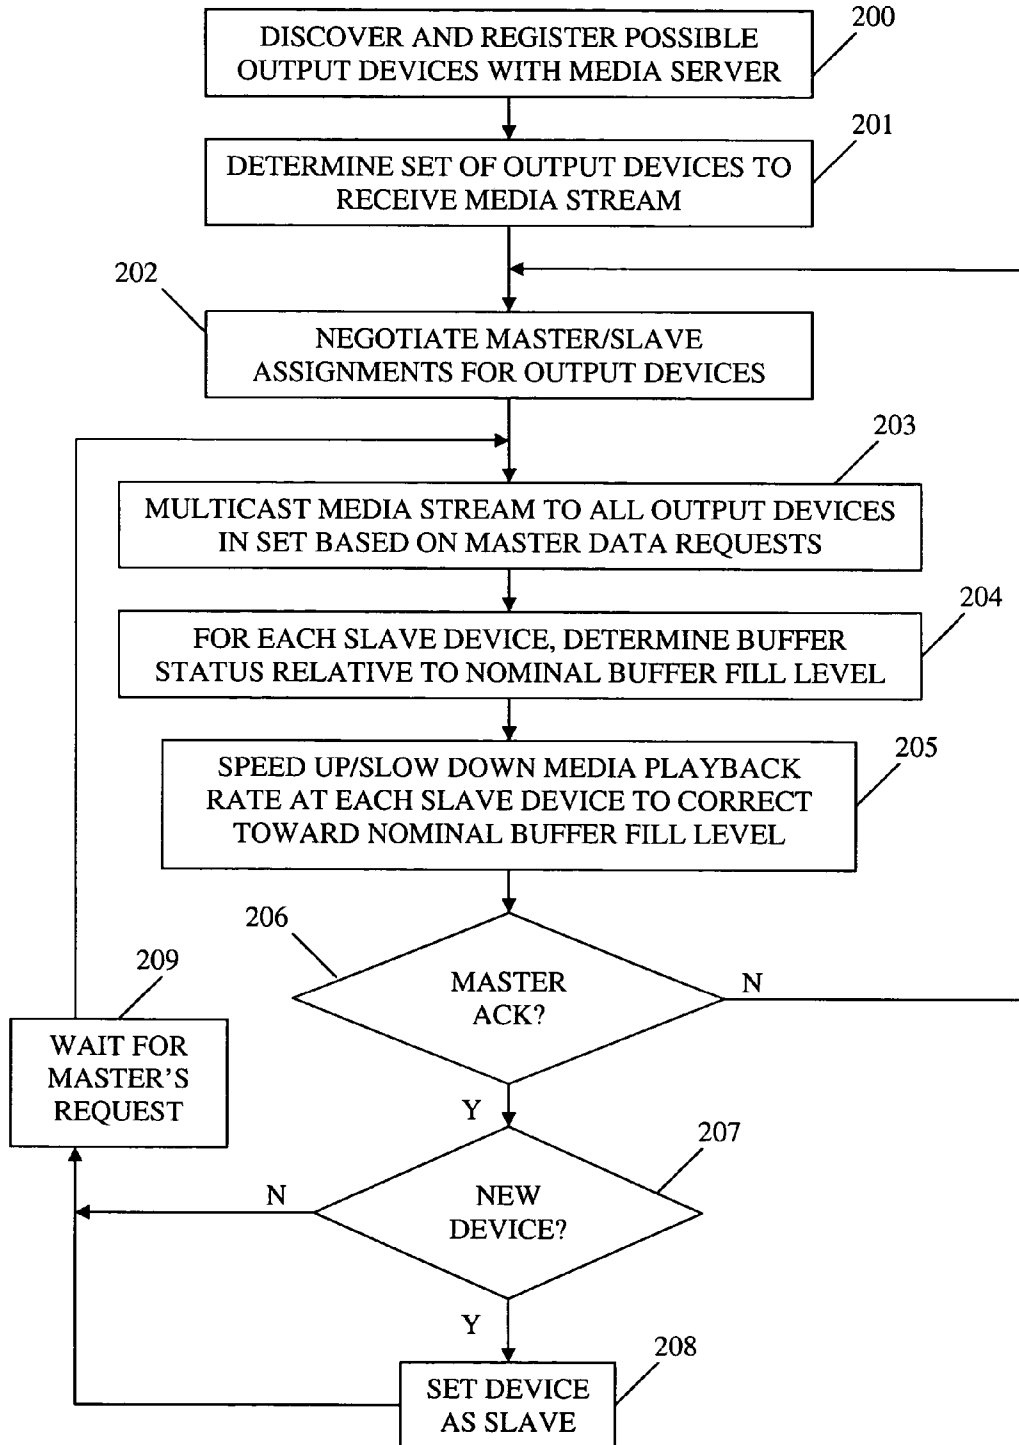 200
DISCOVER AND REGISTER POSSIBLE
OUTPUT DEVICES WITH MEDIA SERVER
201
DETERMINE SET OF OUTPUT DEVICES TO
RECEIVE MEDIA STREAM
202
NEGOTIATE MASTER/SLAVE
ASSIGNMENTS FOR OUTPUT DEVICES
203
MULTICAST MEDIA STREAM TO ALL OUTPUT DEVICES
IN SET BASED ON MASTER DATA REQUESTS
204
FOR EACH SLAVE DEVICE, DETERMINE BUFFER
STATUS RELATIVE TO NOMINAL BUFFER FILL LEVEL
205
SPEED UP/SLOW DOWN MEDIA PLAYBACK
RATE AT EACH SLAVE DEVICE TO CORRECT
TOWARD NOMINAL BUFFER FILL LEVEL
206
MASTER
ACK?
N
Y
209
WAIT FOR
MASTER'S
REQUEST
207
NEW
DEVICE?
N
Y
208
SET DEVICE
AS SLAVE